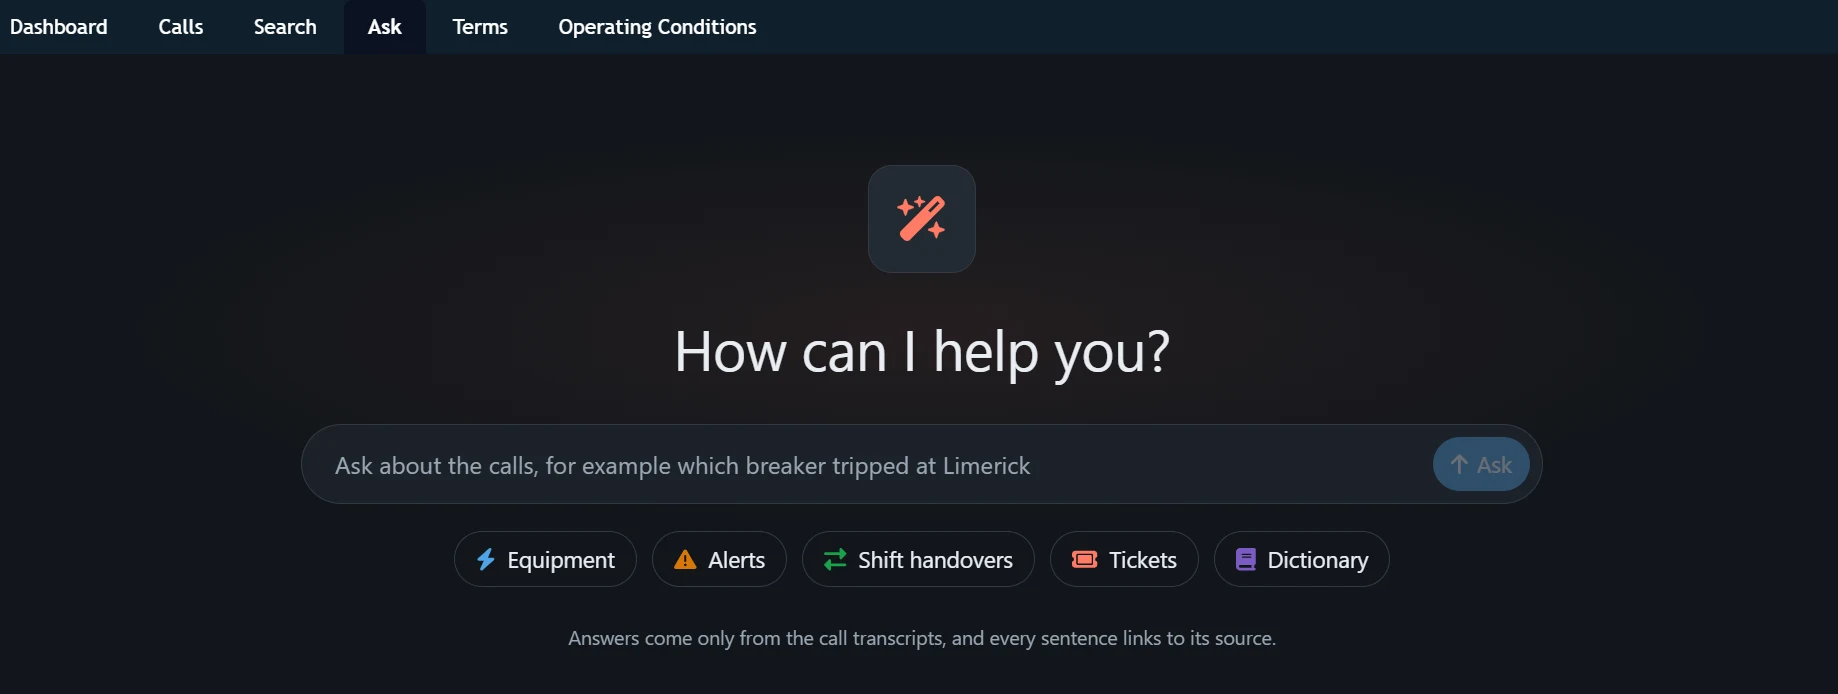 Dashboard Calls Search Ask Terms Operating Conditions
How can I help you?
Ask about the calls, for example which breaker tripped at Limerick
Ask
Equipment Alerts Shift handovers Tickets Dictionary
Answers come only from the call transcripts, and every sentence links to its source.